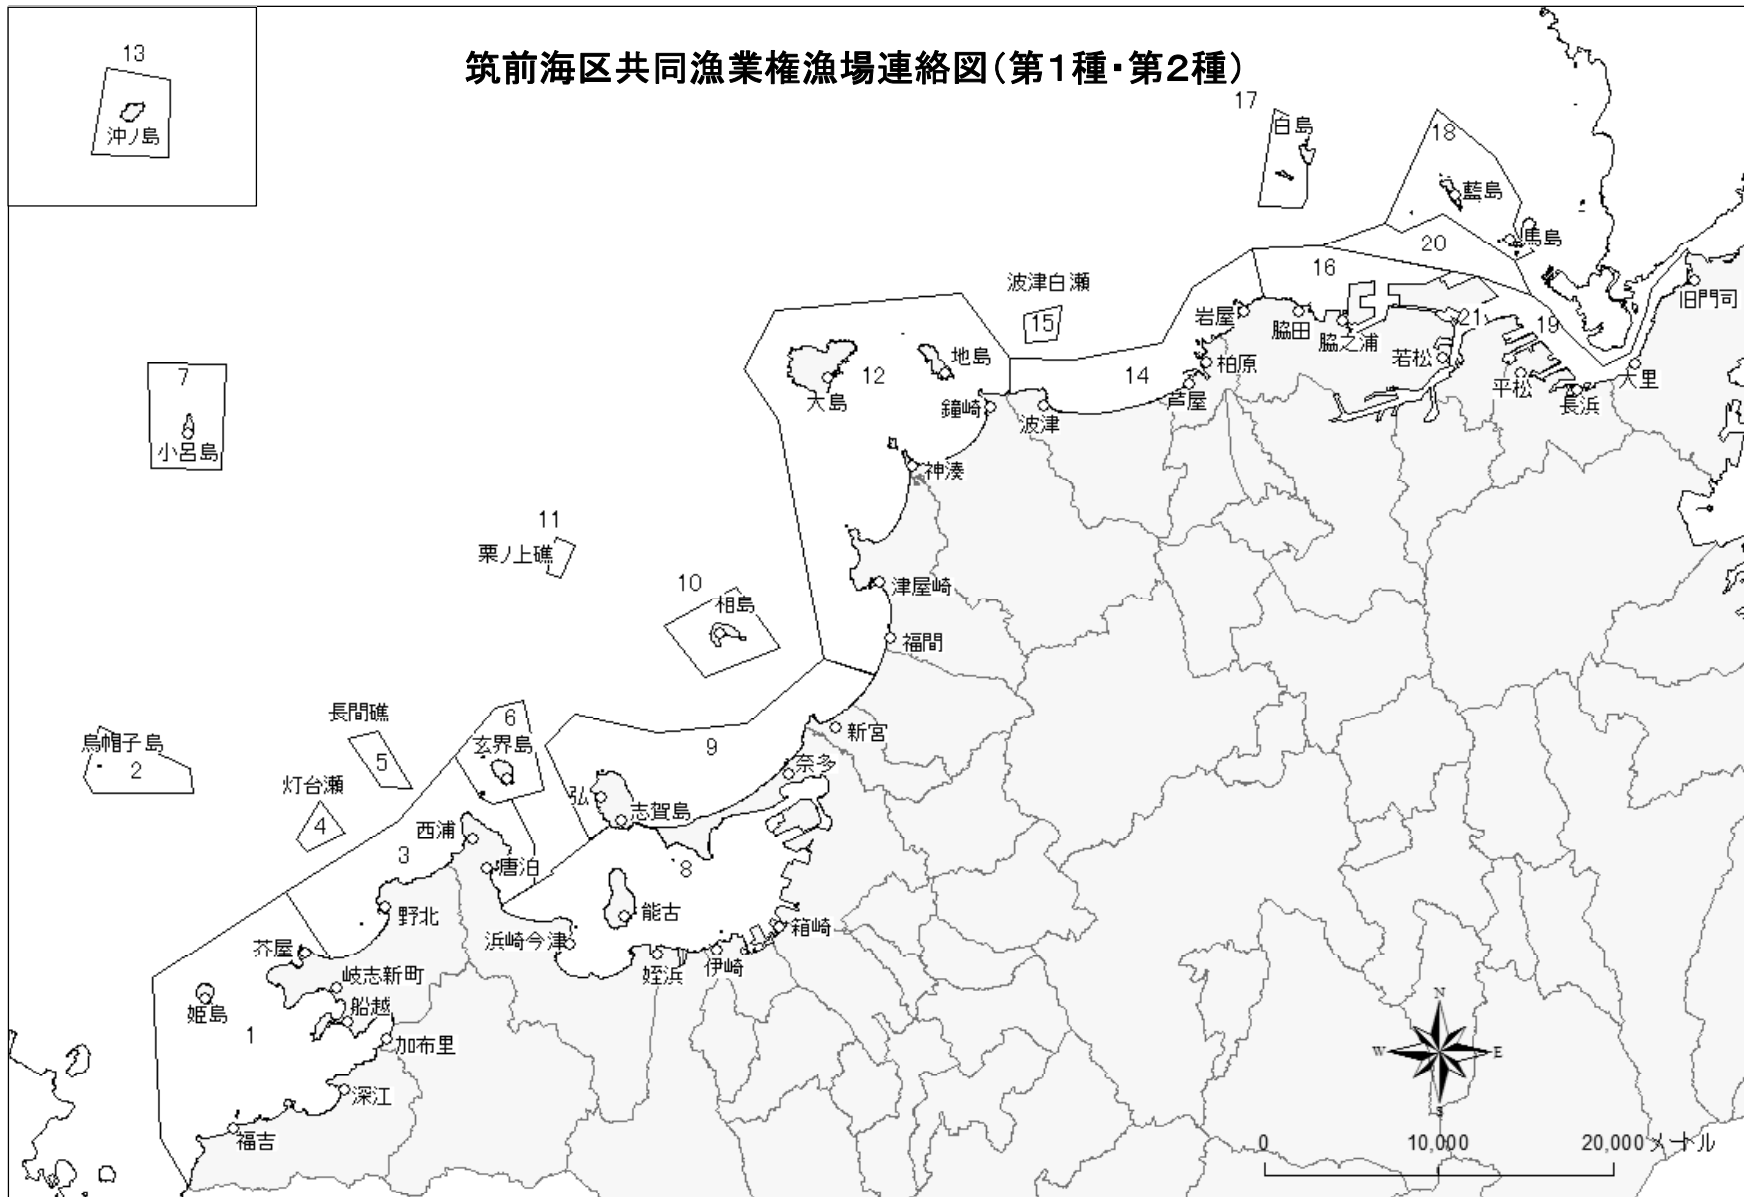 筑前海区共同漁業権漁場連絡図(第1種・第2種)
13
沖ノ島
17
白島
18
藍島
馬島
20
16
旧門司
波津白瀬
15
岩屋
脇田
脇之浦
21
19
若松
平松
長浜
大里
柏原
14
芦屋
地島
12
大島
鐘崎
波津
7
小呂島
神湊
11
栗ノ上礁
津屋崎
10
相島
福間
長間礁
6
玄界島
烏帽子島
2
5
9
新宮
奈多
灯台瀬
4
弘
志賀島
西浦
3
唐泊
8
野北
能古
箱崎
浜崎今津
姪浜
伊崎
芥屋
岐志新町
姫島
船越
1
加布里
深江
福吉
N
W
E
S
0
10,000
20,000メートル